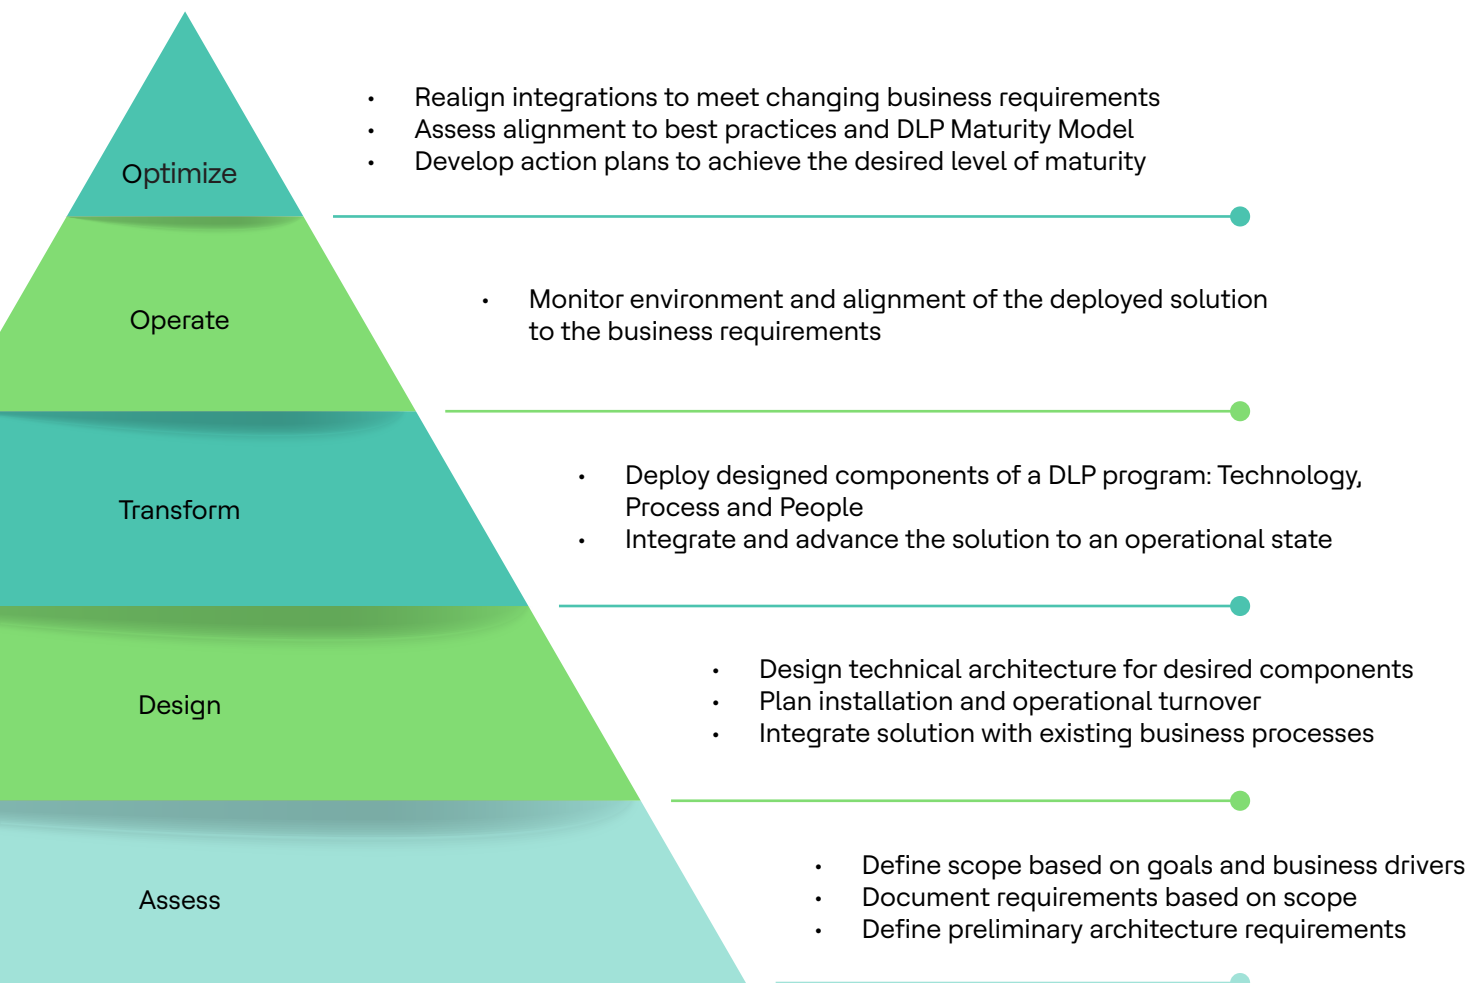 • Realign integrations to meet changing business requirements
• Assess alignment to best practices and DLP Maturity Model
• Develop action plans to achieve the desired level of maturity
Optimize
• Monitor environment and alignment of the deployed solution
to the business requirements
Operate
• Deploy designed components of a DLP program: Technology,
Process and People
• Integrate and advance the solution to an operational state
Transform
• Design technical architecture for desired components
• Plan installation and operational turnover
• Integrate solution with existing business processes
Design
• Define scope based on goals and business drivers
• Document requirements based on scope
• Define preliminary architecture requirements
Assess